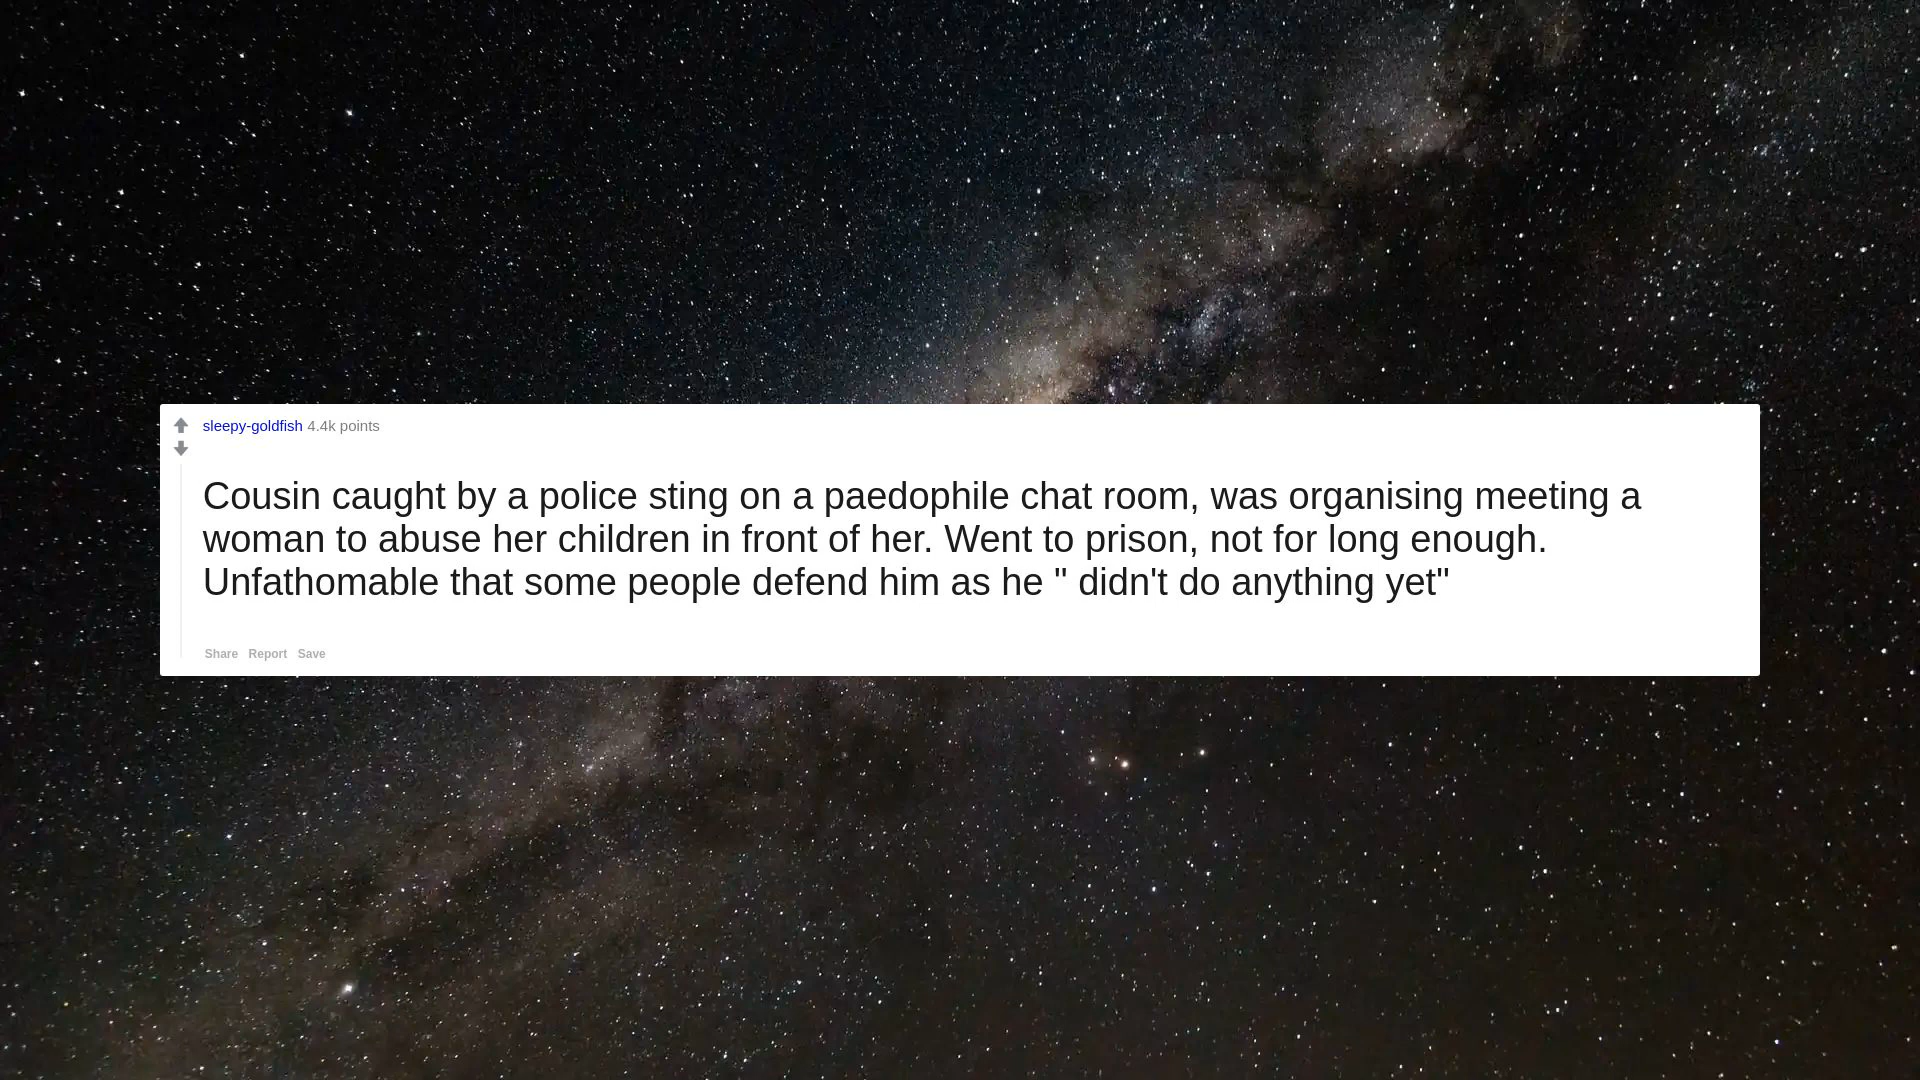 sleepy-goldfish 4.4k points
Cousin caught by a police sting on a paedophile chat room, was organising meeting a
woman to abuse her children in front of her. Went to prison, not for long enough.
Unfathomable that some people defend him as he " didn't do anything yet"
Share Report Save